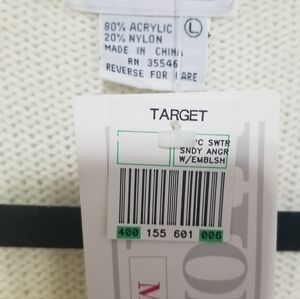 80% ACRYLIC
20% NYLON
MADE IN CHINA
RN 35546
REVERSE FOR CARE
L
TARGET
PC SWTR
SNDY ANGR
W/EMBLSH
400 155 601 006
M